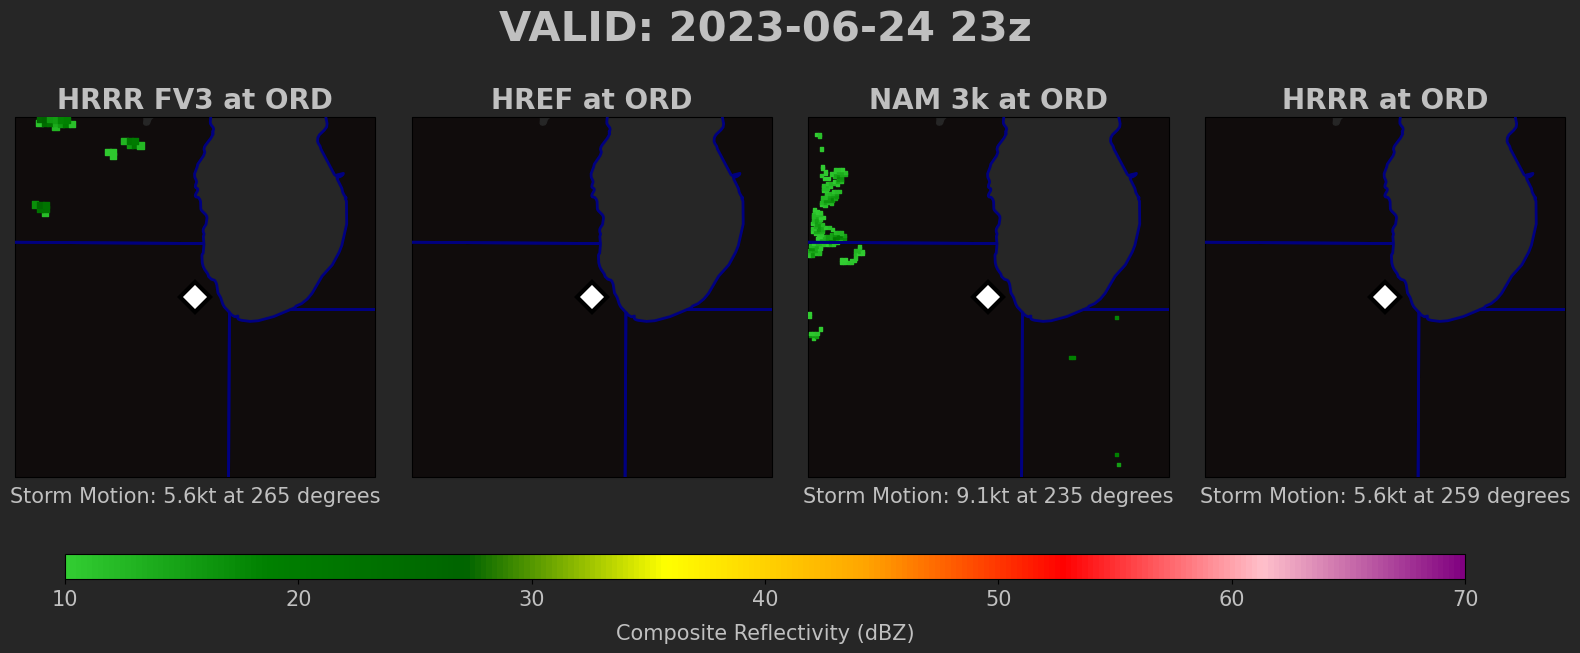 VALID: 2023-06-24 23z
HRRR FV3 at ORD
HREF at ORD
NAM 3k at ORD
HRRR at ORD
Storm Motion: 5.6kt at 265 degrees
Storm Motion: 9.1kt at 235 degrees
Storm Motion: 5.6kt at 259 degrees
10 20 30 40 50 60 70
Composite Reflectivity (dBZ)